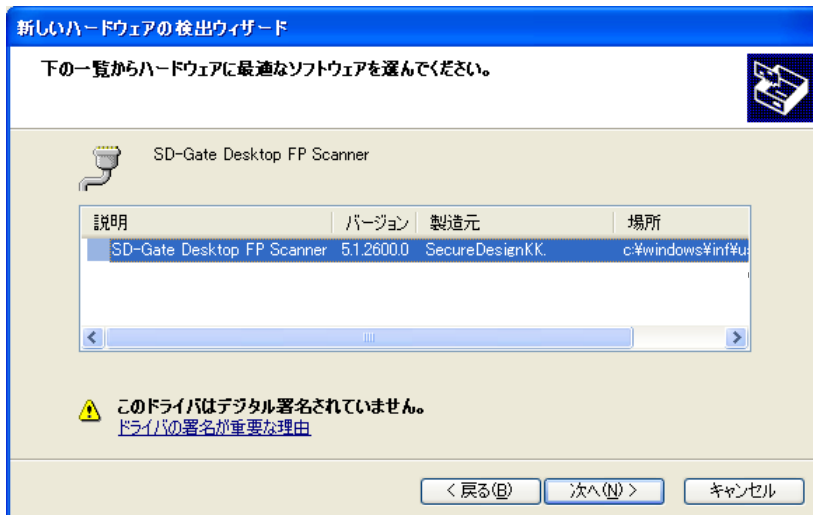 新しいハードウェアの検出ウィザード
下の一覧からハードウェアに最適なソフトウェアを選んでください。
SD-Gate Desktop FP Scanner
説明 バージョン 製造元 場所
SD-Gate Desktop FP Scanner 5.1.2600.0 SecureDesignKK. c:¥windows¥inf¥u
このドライバはデジタル署名されていません。
ドライバの署名が重要な理由
< 戻る(B) 次へ(N) > キャンセル